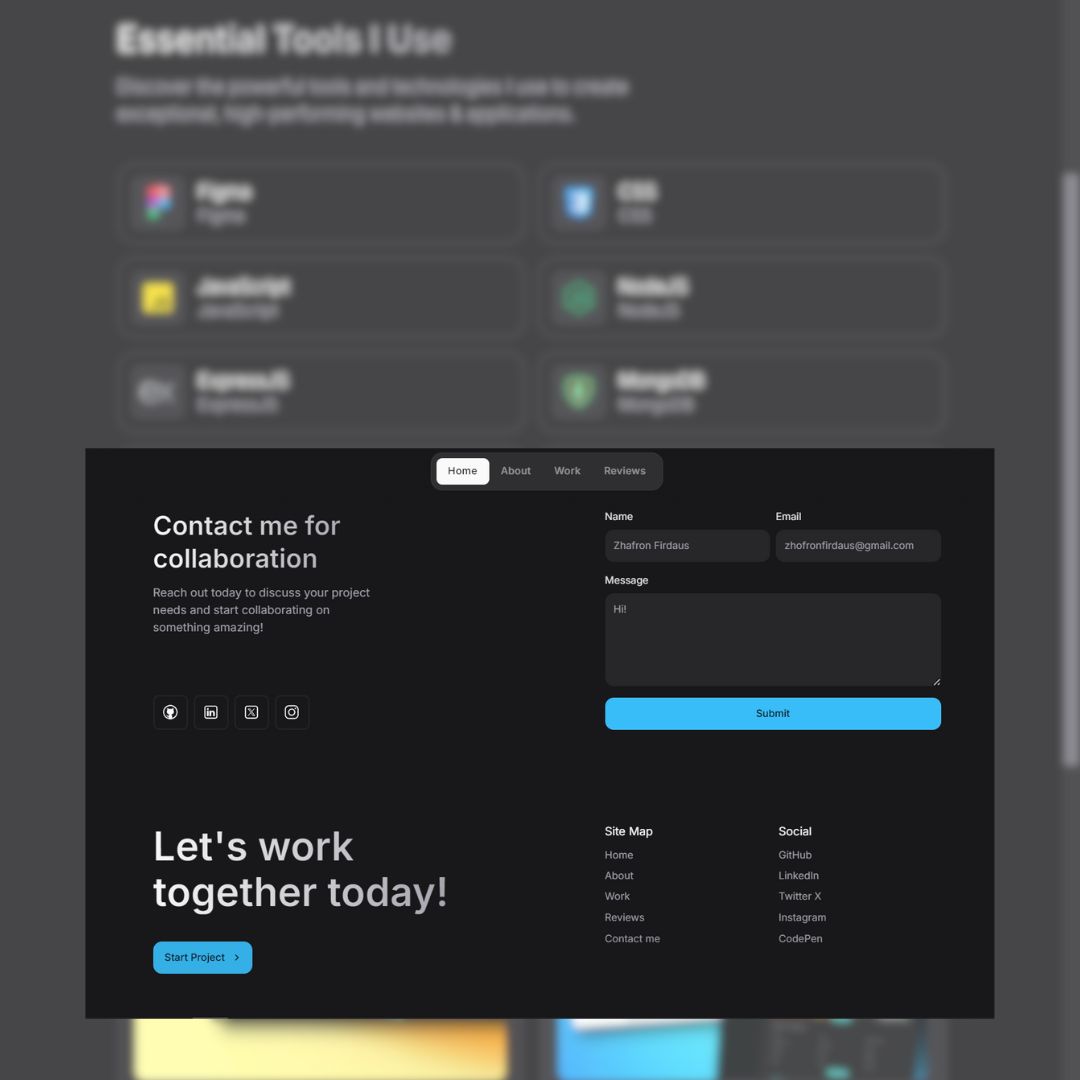 Essential Tools I Use
Discover the powerful tools and technologies I use to create
exceptional, high-performing websites & applications.
Figma
Figma
CSS
CSS
JavaScript
JavaScript
NodeJS
NodeJS
ExpressJS
ExpressJS
MongoDB
MongoDB
Home About Work Reviews
Contact me for
collaboration
Reach out today to discuss your project
needs and start collaborating on
something amazing!
Name Email
Zhafron Firdaus zhofronfirdaus@gmail.com
Message
Hi!
Submit
Let's work
together today!
Start Project
Site Map
Home
About
Work
Reviews
Contact me
Social
GitHub
LinkedIn
Twitter X
Instagram
CodePen